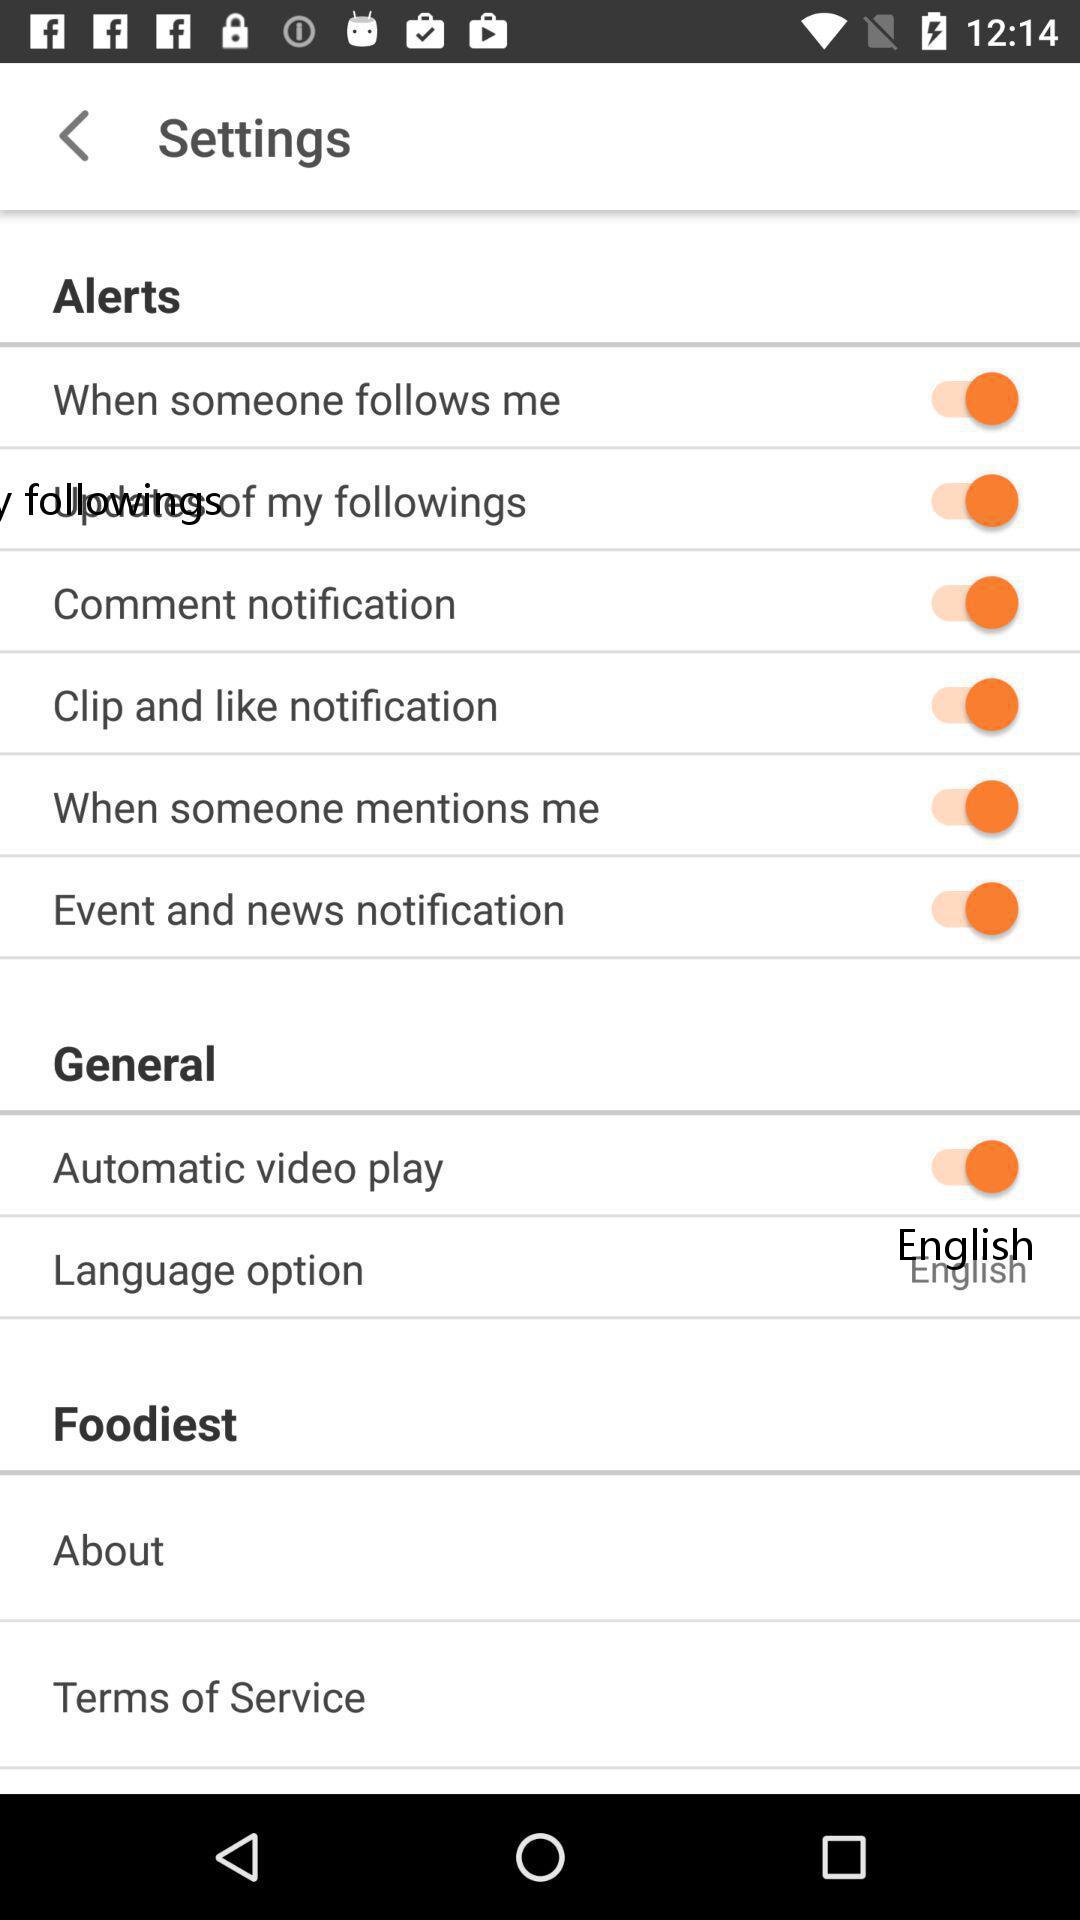 12:14
Settings
Alerts
When someone follows me
Updates of my followings
y followings
Comment notification
Clip and like notification
When someone mentions me
Event and news notification
General
Automatic video play
English
Language option English
Foodiest
About
Terms of Service